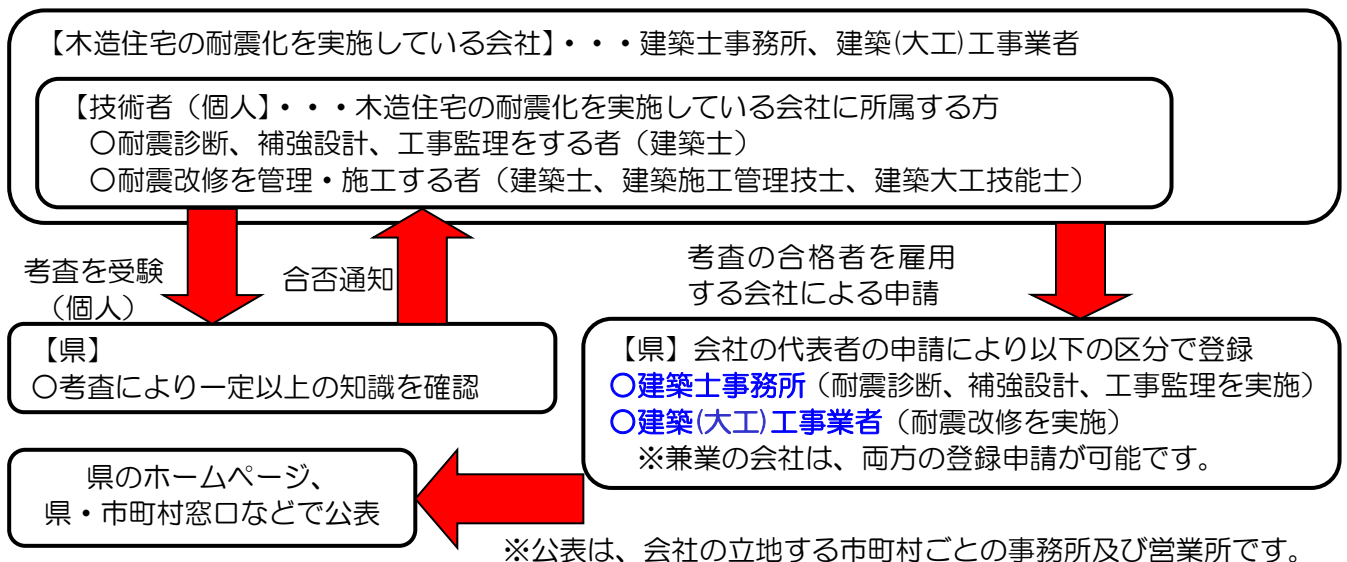 【木造住宅の耐震化を実施している会社】・・・建築士事務所、建築(大工)工事業者
【技術者（個人】・・・木造住宅の耐震化を実施している会社に所属する方
○耐震診断、補強設計、工事監理をする者（建築士）
○耐震改修を管理・施工する者（建築士、建築施工管理技士、建築大工技能士）
考査を受験
（個人）
合否通知
考査の合格者を雇用
する会社による申請
【県】
○考査により一定以上の知識を確認
【県】会社の代表者の申請により以下の区分で登録
○建築士事務所（耐震診断、補強設計、工事監理を実施）
○建築(大工)工事業者（耐震改修を実施）
※兼業の会社は、両方の登録申請が可能です。
県のホームページ、
県・市町村窓口などで公表
※公表は、会社の立地する市町村ごとの事務所及び営業所です。